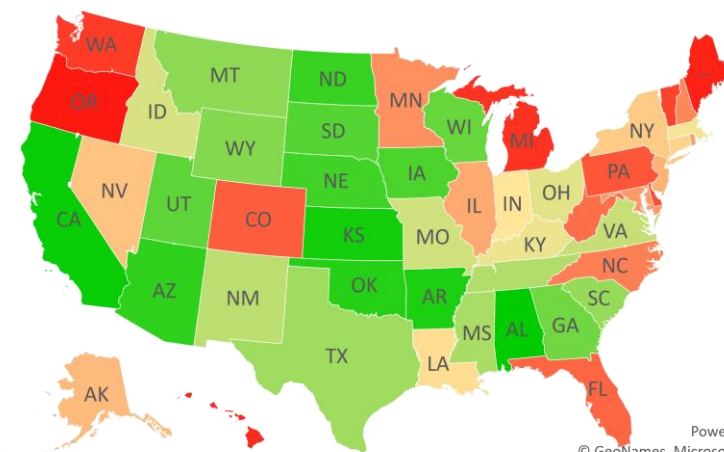 WA
MT
ND
MN
OR
ID
SD
WI
MI
NY
WY
IA
PA
NV
NE
IL
IN
OH
CA
UT
CO
KS
MO
KY
VA
NC
AZ
NM
OK
AR
SC
MS
AL
GA
TX
LA
AK
FL
Powe
© GeoNames, Microsof